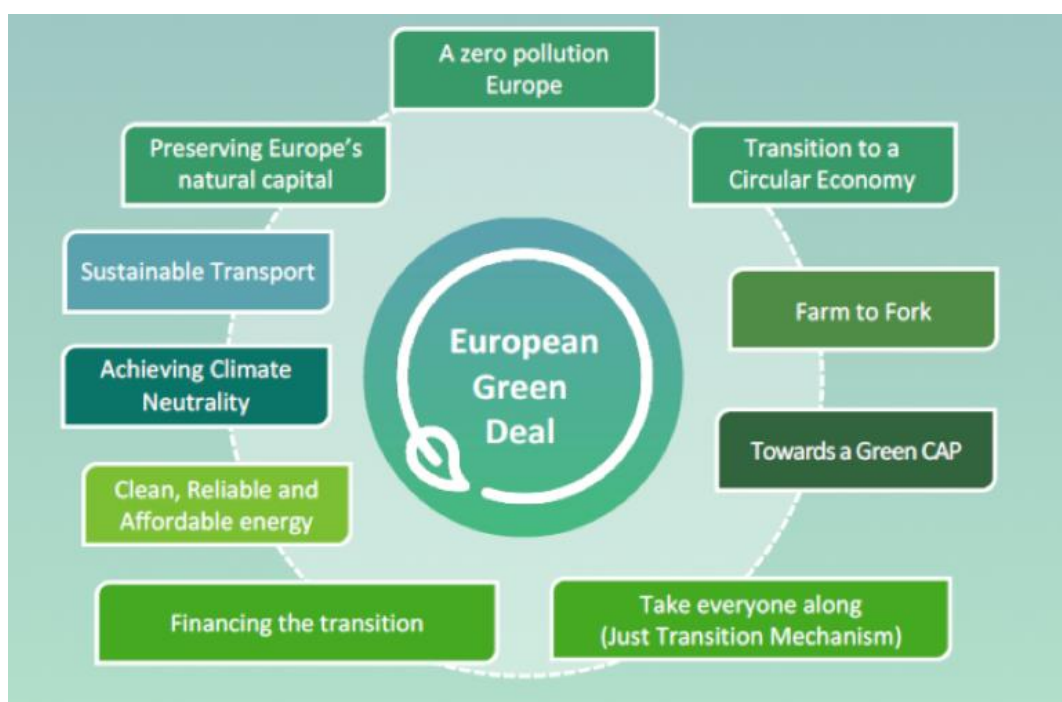 A zero pollution
Europe
Preserving Europe's
natural capital
Transition to a
Circular Economy
Sustainable Transport
Farm to Fork
European
Green
Deal
Achieving Climate
Neutrality
Towards a Green CAP
Clean, Reliable and
Affordable energy
Financing the transition
Take everyone along
(Just Transition Mechanism)